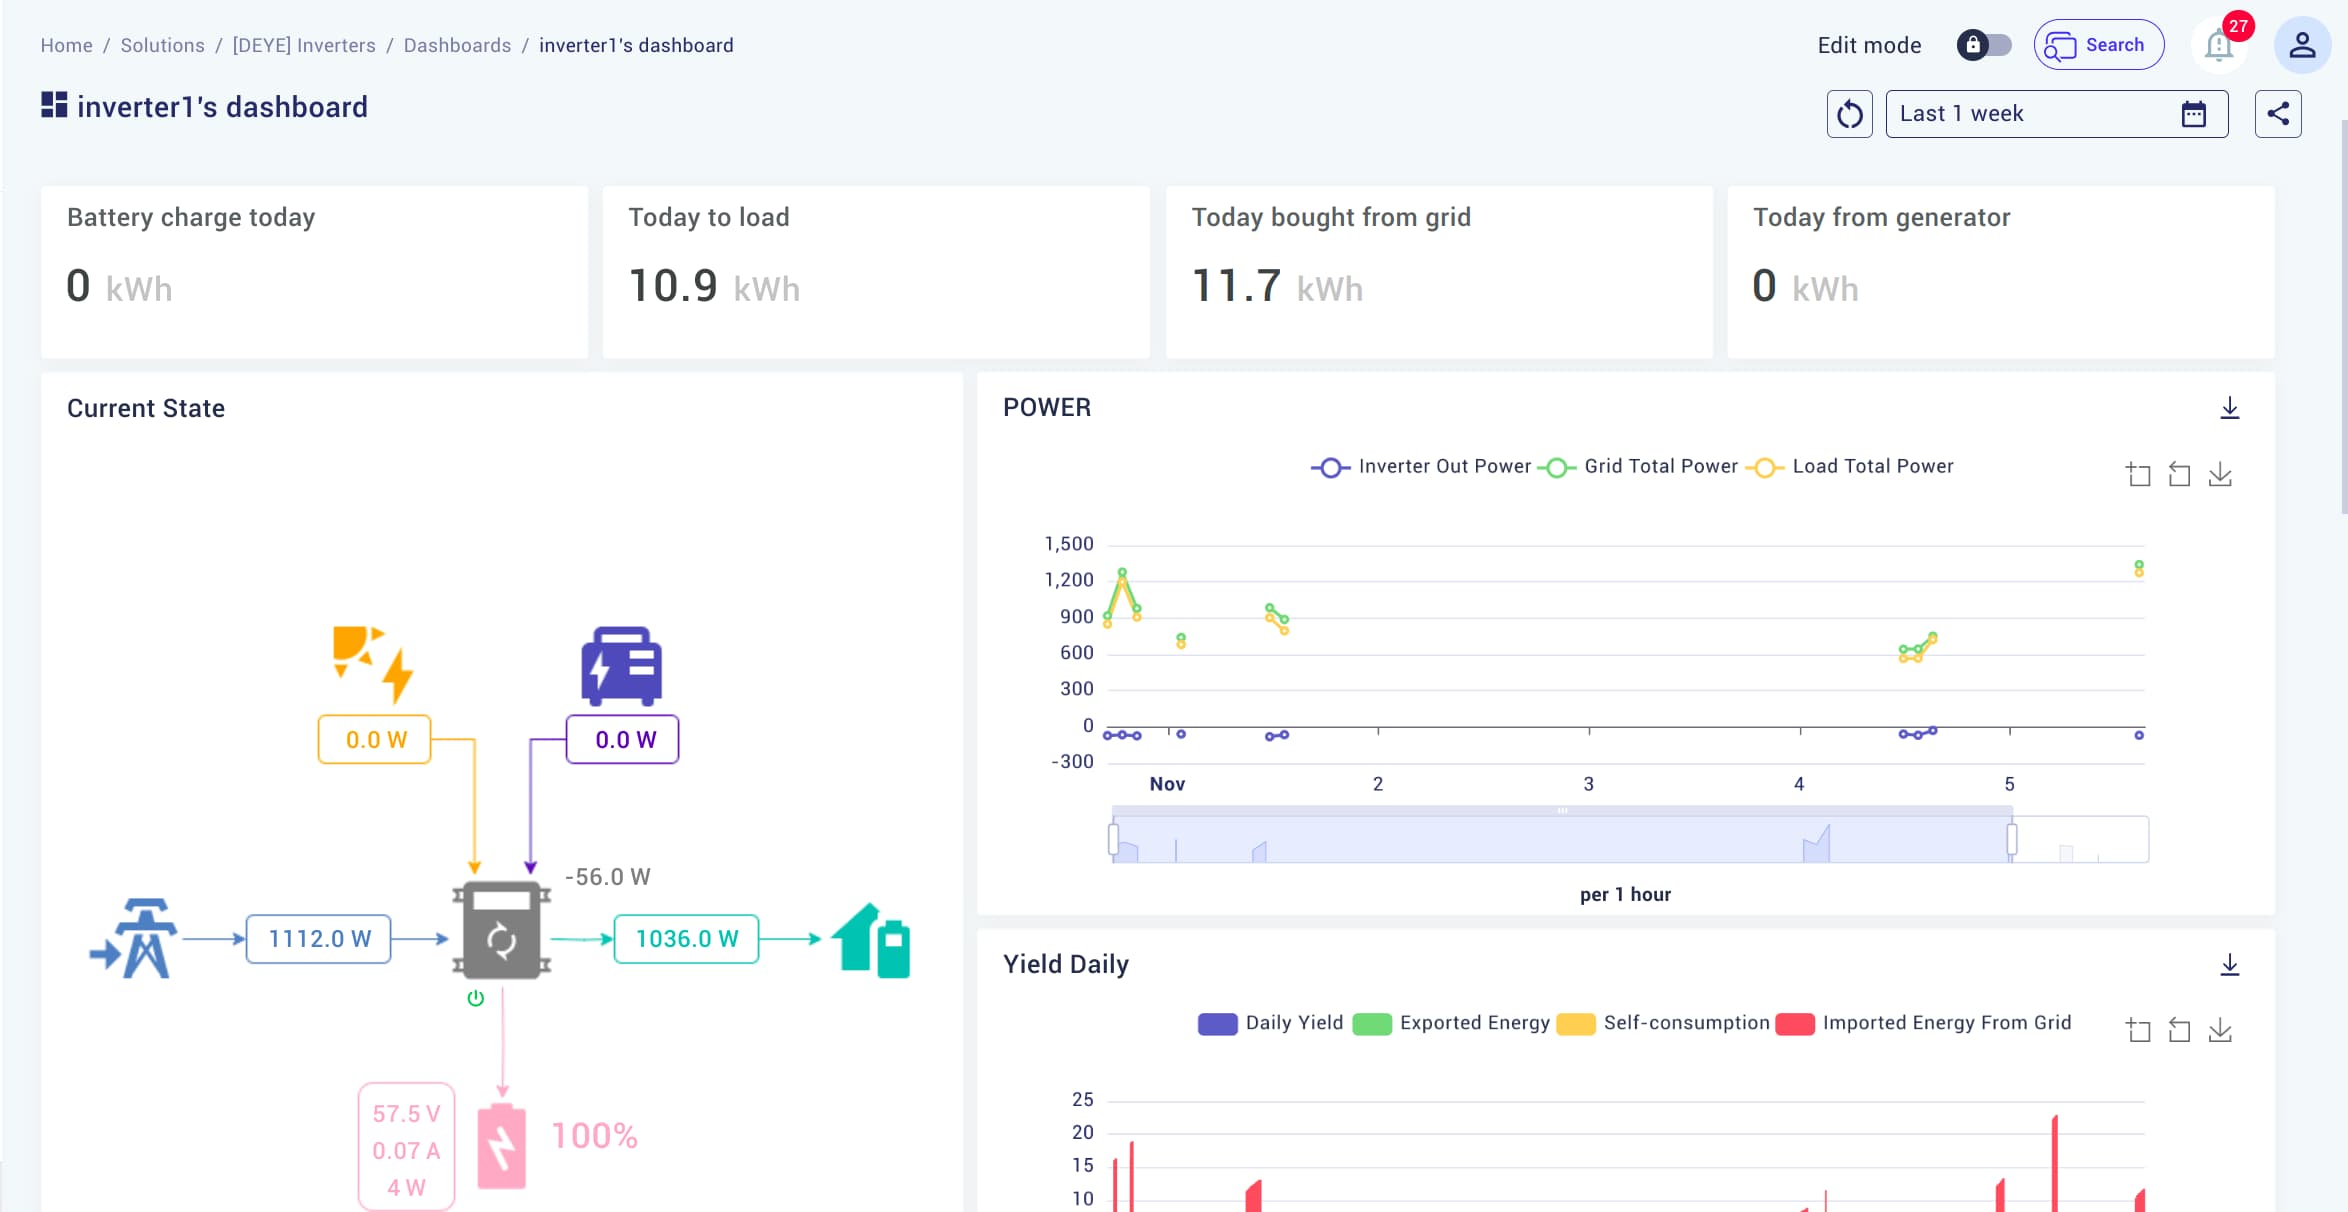 Home / Solutions / [DEYE] Inverters / Dashboards / inverter1's dashboard
Edit mode
Search
27
inverter1's dashboard
Last 1 week
Battery charge today
0 kWh
Today to load
10.9 kWh
Today bought from grid
11.7 kWh
Today from generator
0 kWh
Current State
0.0 W
0.0 W
-56.0 W
1112.0 W
1036.0 W
57.5 V
0.07 A
4 W
100%
POWER
Inverter Out Power
Grid Total Power
Load Total Power
1,500
1,200
900
600
300
0
-300
Nov
2
3
4
5
per 1 hour
Yield Daily
Daily Yield
Exported Energy
Self-consumption
Imported Energy From Grid
25
20
15
10